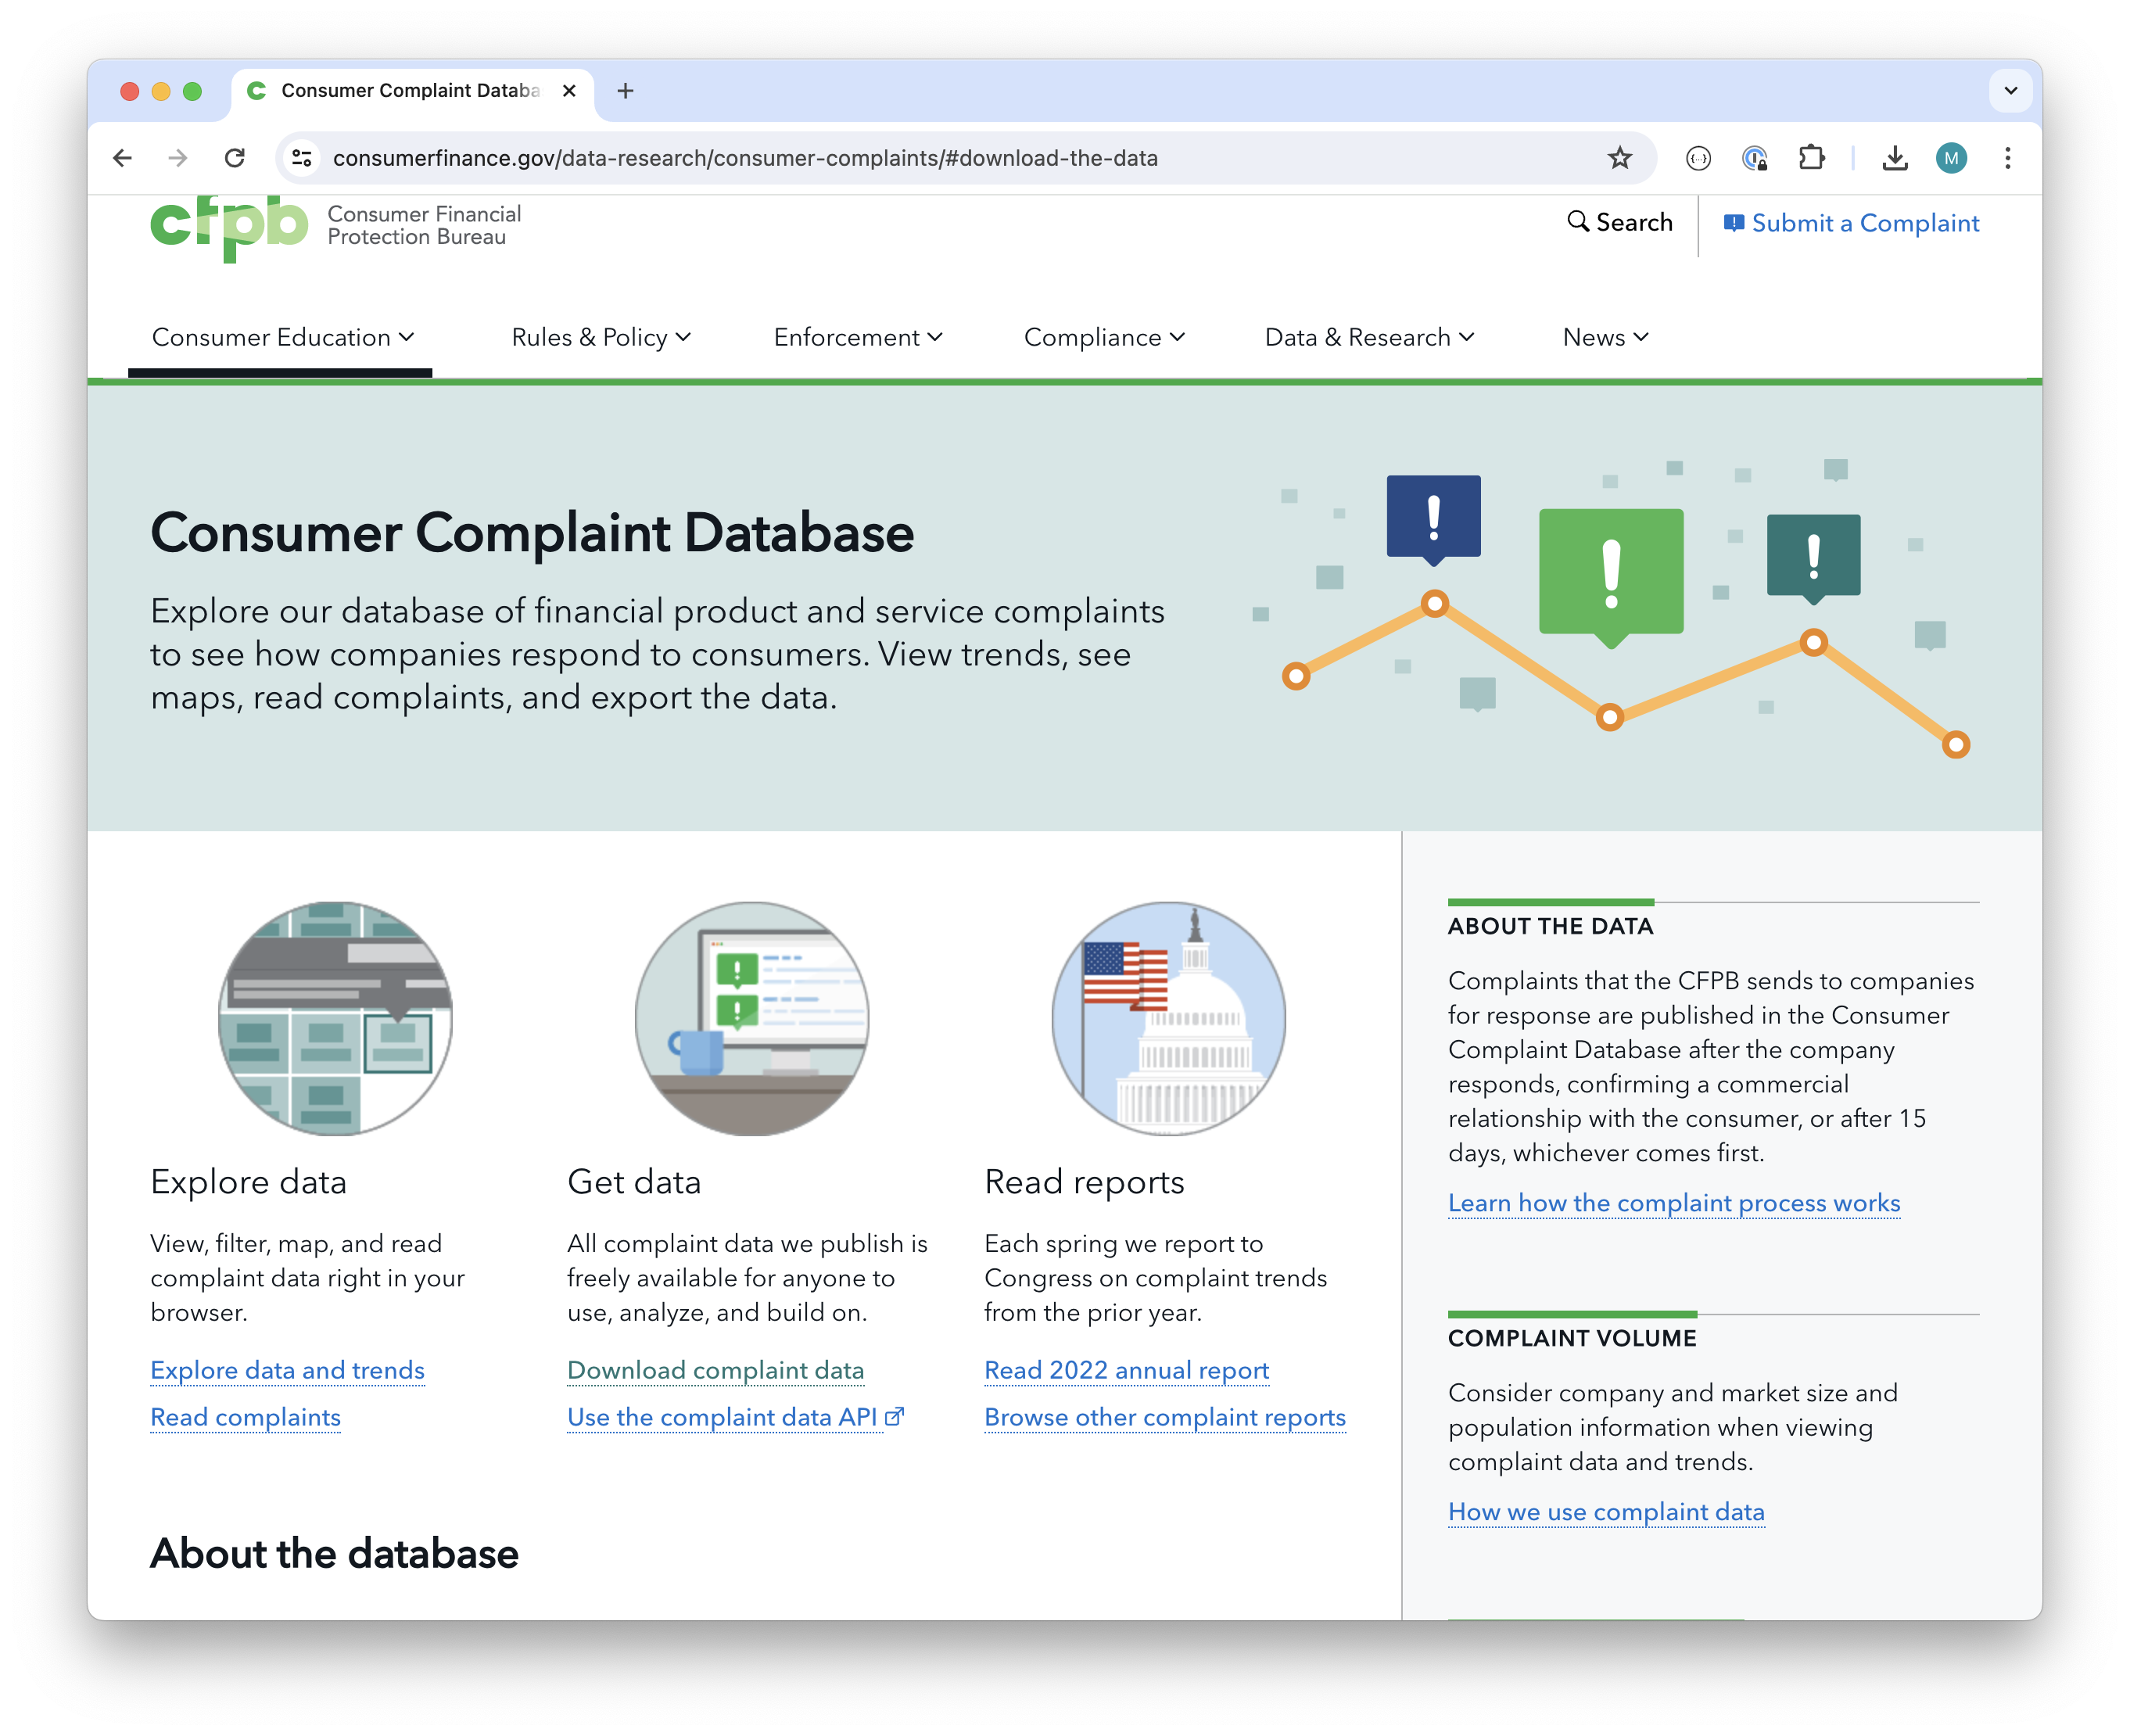 Consumer Complaint Databa
consumerfinance.gov/data-research/consumer-complaints/#download-the-data
M
cfpb
Consumer Financial
Protection Bureau
Search
Submit a Complaint
Consumer Education
Rules & Policy
Enforcement
Compliance
Data & Research
News
Consumer Complaint Database
Explore our database of financial product and service complaints
to see how companies respond to consumers. View trends, see
maps, read complaints, and export the data.
Explore data
View, filter, map, and read
complaint data right in your
browser.
Explore data and trends
Read complaints
Get data
All complaint data we publish is
freely available for anyone to
use, analyze, and build on.
Download complaint data
Use the complaint data API
Read reports
Each spring we report to
Congress on complaint trends
from the prior year.
Read 2022 annual report
Browse other complaint reports
About the database
ABOUT THE DATA
Complaints that the CFPB sends to companies
for response are published in the Consumer
Complaint Database after the company
responds, confirming a commercial
relationship with the consumer, or after 15
days, whichever comes first.
Learn how the complaint process works
COMPLAINT VOLUME
Consider company and market size and
population information when viewing
complaint data and trends.
How we use complaint data